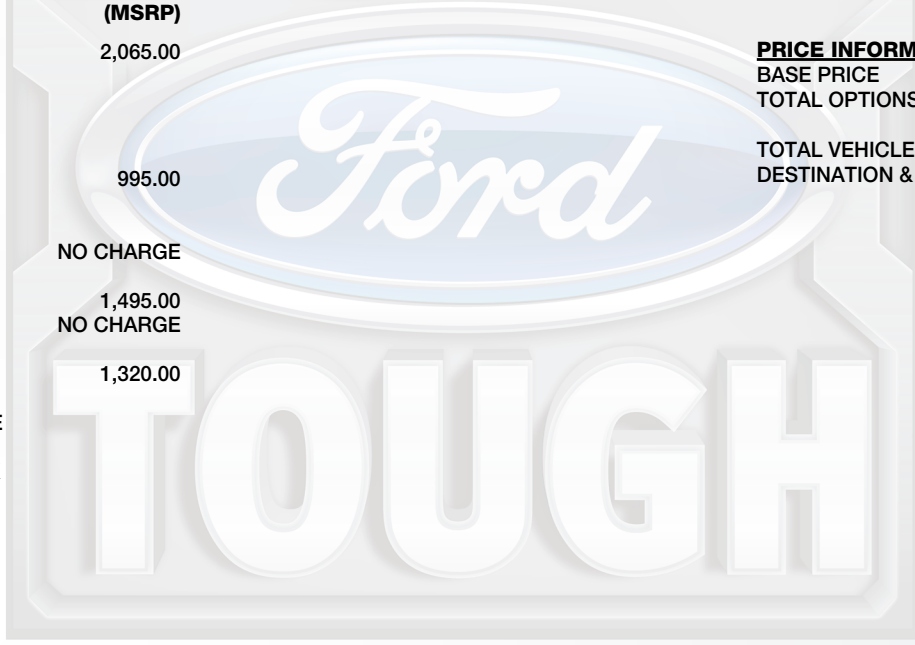 (MSRP)
2,065.00
995.00
NO CHARGE
1,495.00
NO CHARGE
1,320.00
PRICE INFORM
BASE PRICE
TOTAL OPTIONS
TOTAL VEHICLE
DESTINATION &
Ford
TOUGH